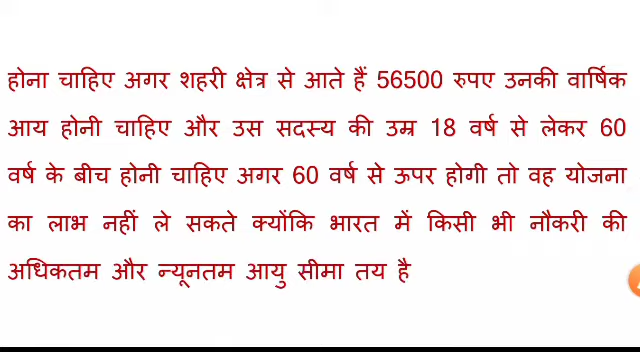 होना चाहिए अगर शहरी क्षेत्र से आते हैं 56500 रुपए उनकी वार्षिक
आय होनी चाहिए और उस सदस्य की उम्र 18 वर्ष से लेकर 60
वर्ष के बीच होनी चाहिए अगर 60 वर्ष से ऊपर होगी तो वह योजना
का लाभ नहीं ले सकते क्योंकि भारत में किसी भी नौकरी की
अधिकतम और न्यूनतम आयु सीमा तय है